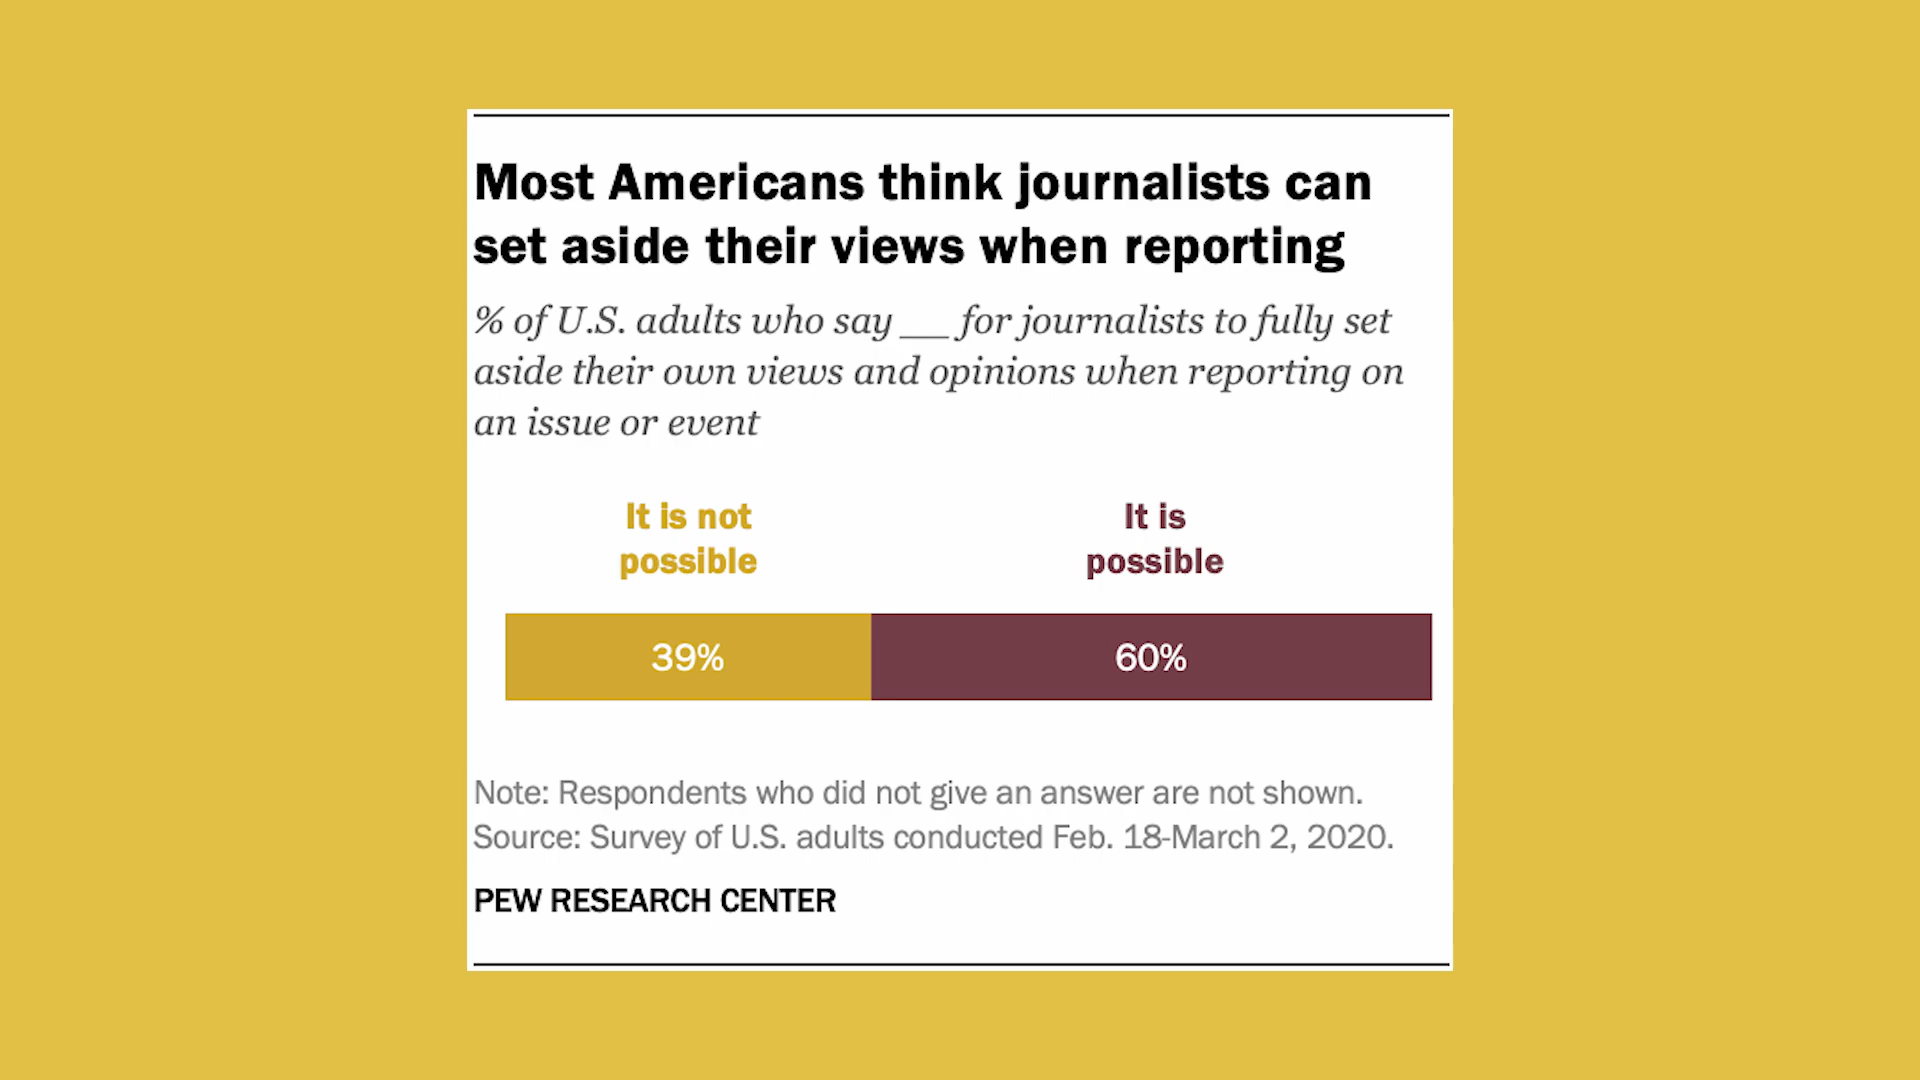 Most Americans think journalists can
set aside their views when reporting
% of U.S. adults who say __ for journalists to fully set
aside their own views and opinions when reporting on
an issue or event
It is not
possible
It is
possible
39%
60%
Note: Respondents who did not give an answer are not shown.
Source: Survey of U.S. adults conducted Feb. 18-March 2, 2020.
PEW RESEARCH CENTER